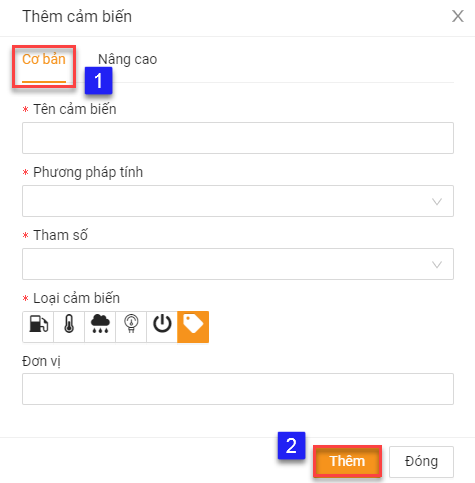 Thêm cảm biến
Cơ bản Nâng cao
1
* Tên cảm biến
* Phương pháp tính
* Tham số
* Loại cảm biến
Đơn vị
2
Thêm Đóng